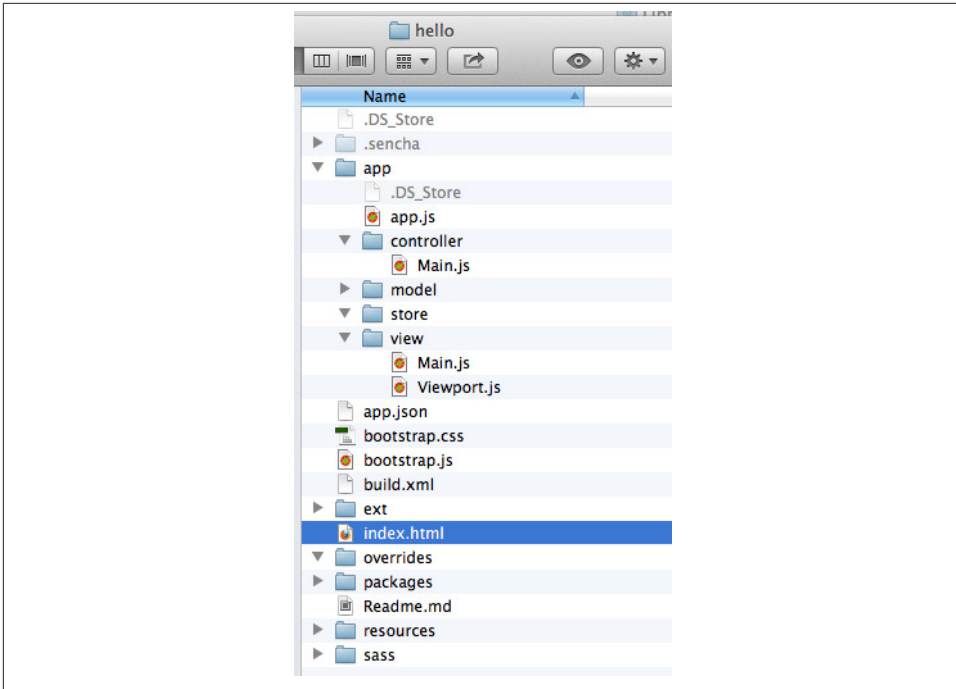 hello
Name
.DS_Store
.sencha
app
.DS_Store
app.js
controller
Main.js
model
store
view
Main.js
Viewport.js
app.json
bootstrap.css
bootstrap.js
build.xml
ext
index.html
overrides
packages
Readme.md
resources
sass